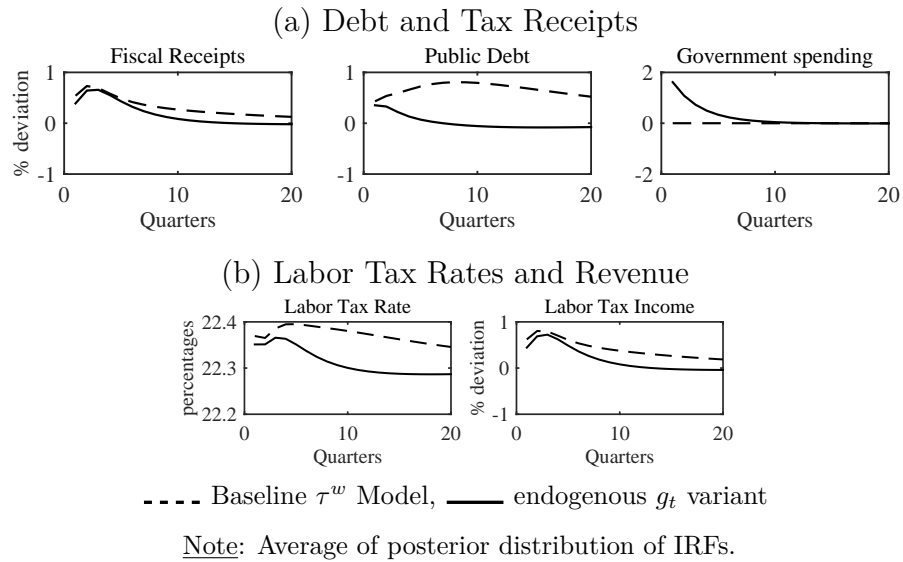 (a) Debt and Tax Receipts
Fiscal Receipts
Public Debt
Government spending
% deviation
1
0
-1
0
10
20
Quarters
1
0
-1
0
10
20
Quarters
2
0
-2
0
10
20
Quarters
(b) Labor Tax Rates and Revenue
Labor Tax Rate
Labor Tax Income
percentages
22.4
22.3
22.2
0
10
20
Quarters
% deviation
1
0
-1
0
10
20
Quarters
Baseline τ^w Model, endogenous g_t variant
Note: Average of posterior distribution of IRFs.